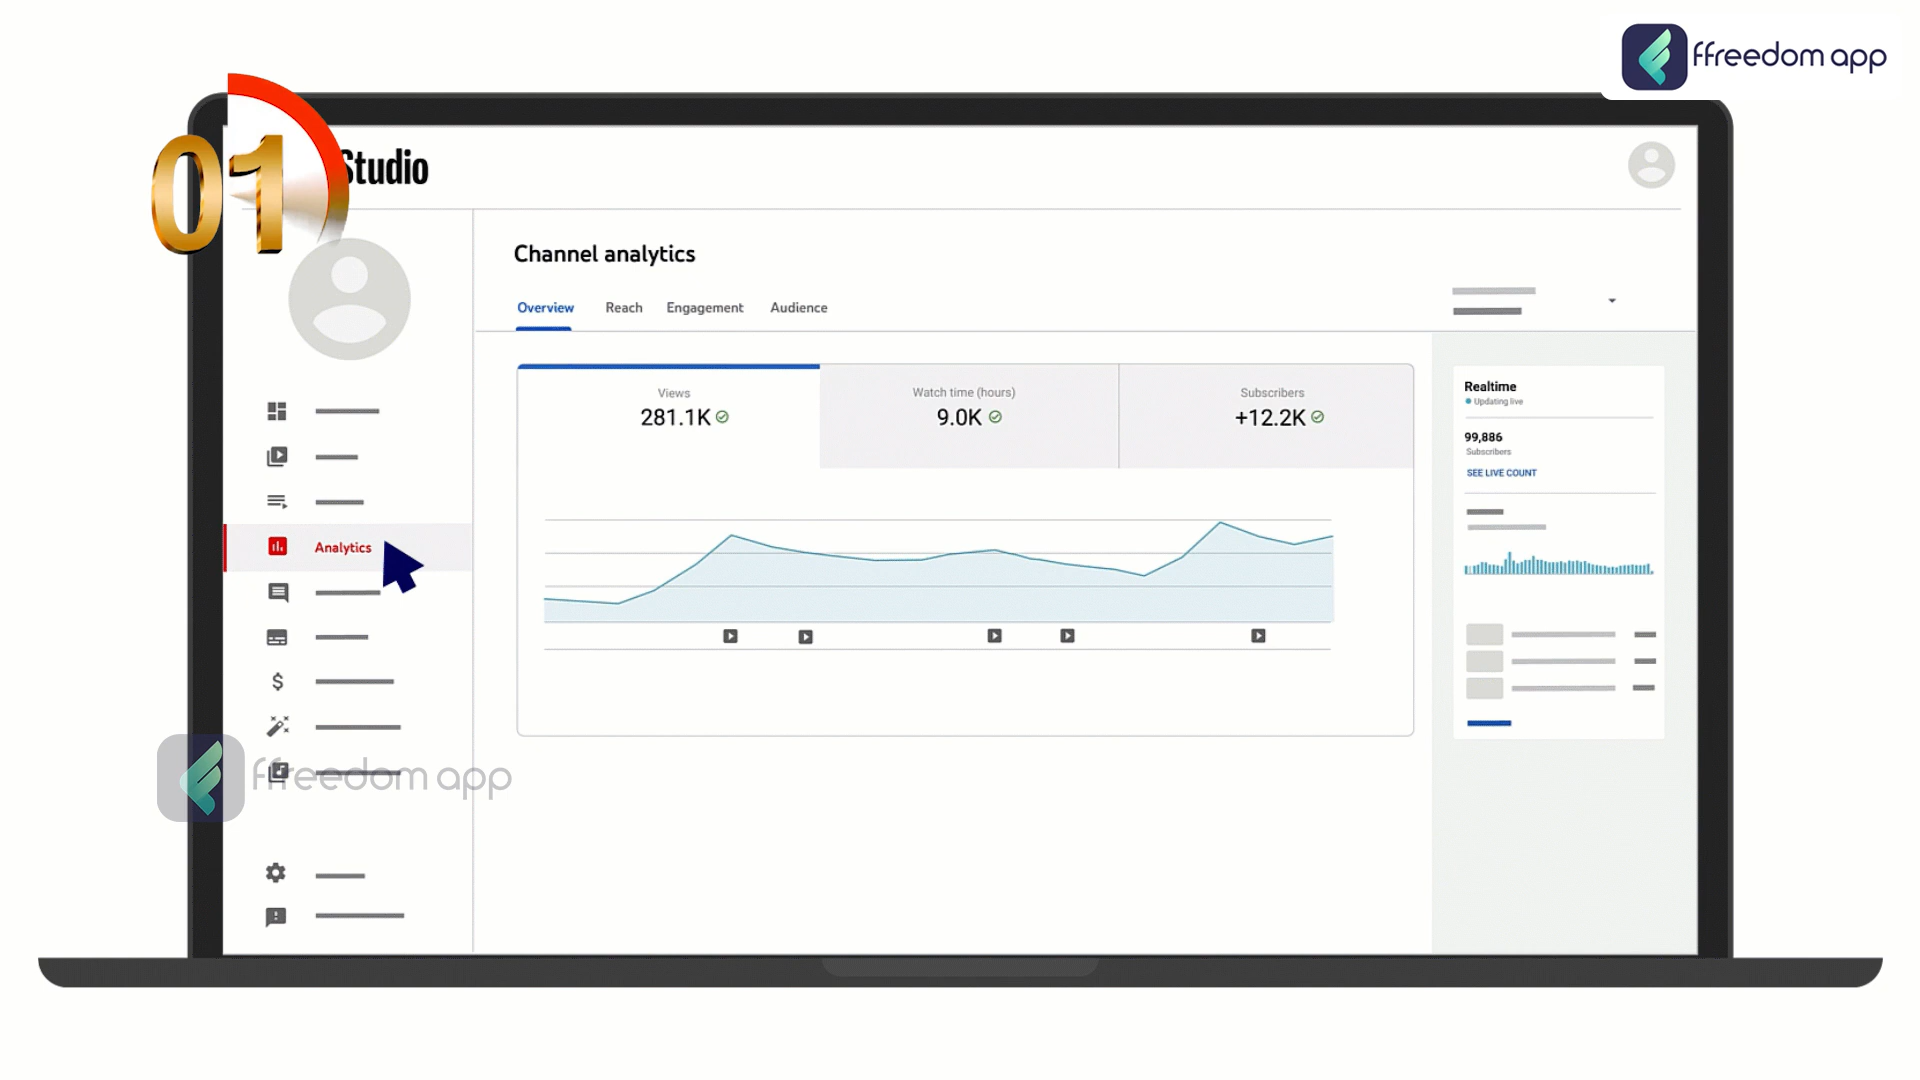 ffreedom app
01
Studio
Channel analytics
Overview Reach Engagement Audience
Views
281.1K
Watch time (hours)
9.0K
Subscribers
+12.2K
Realtime
Updating live
99,886
Subscribers
SEE LIVE COUNT
Analytics
ffreedom app